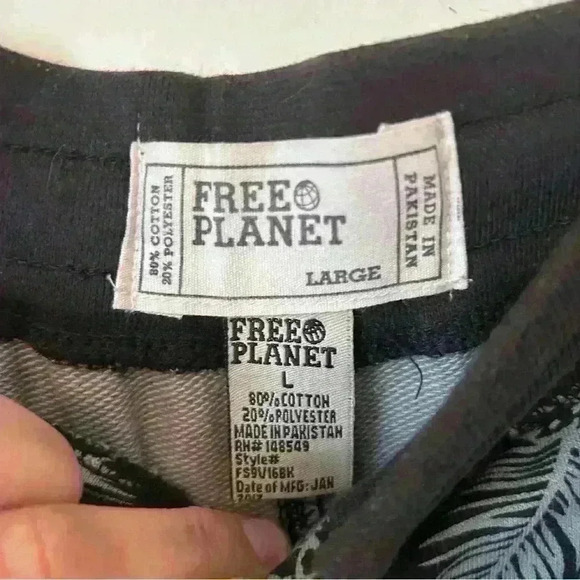 80% COTTON
20% POLYESTER
FREE
PLANET
LARGE
MADE IN
PAKISTAN
FREE
PLANET
L
80%COTTON
20%POLYESTER
MADE IN PAKISTAN
RN# 148549
Style#
FS9V16BK
Date of MFG: JAN